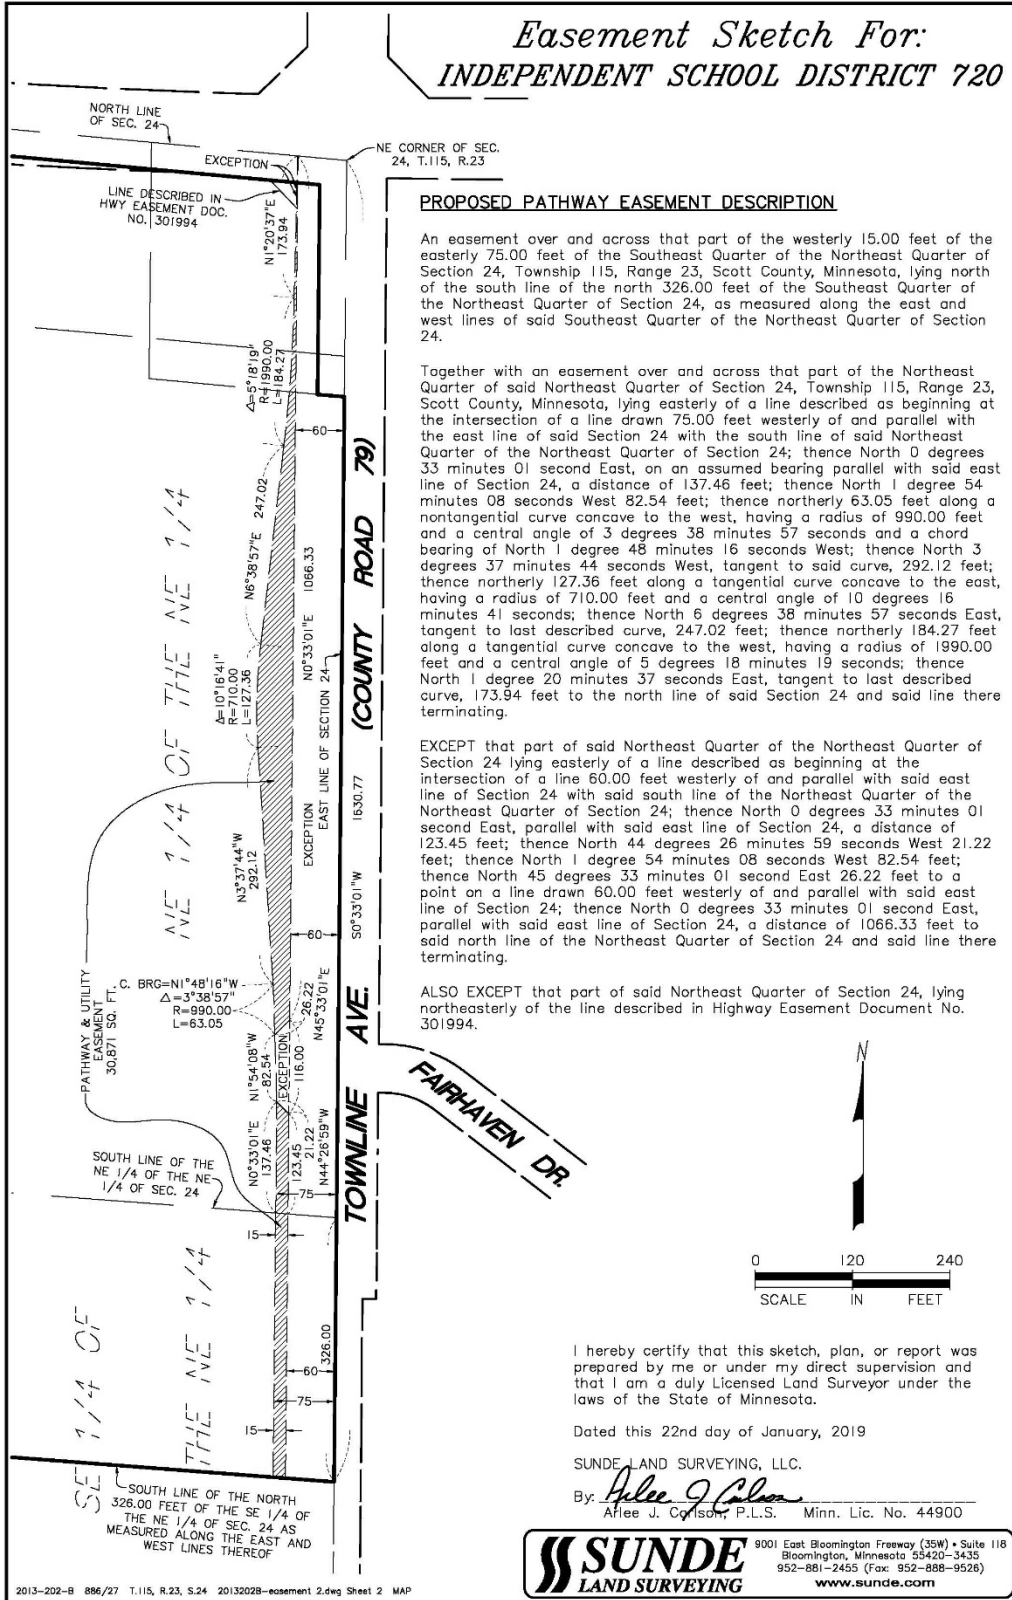 Easement Sketch For:
INDEPENDENT SCHOOL DISTRICT 720
NORTH LINE
OF SEC. 24
EXCEPTION
NE CORNER OF SEC.
24, T.115, R.23
LINE DESCRIBED IN
HWY EASEMENT DOC.
NO. 301994
N1°20'37"E
173.94
PROPOSED PATHWAY EASEMENT DESCRIPTION
An easement over and across that part of the westerly 15.00 feet of the
easterly 75.00 feet of the Southeast Quarter of the Northeast Quarter of
Section 24, Township 115, Range 23, Scott County, Minnesota, lying north
of the south line of the north 326.00 feet of the Southeast Quarter of
the Northeast Quarter of Section 24, as measured along the east and
west lines of said Southeast Quarter of the Northeast Quarter of Section
24.
Together with an easement over and across that part of the Northeast
Quarter of said Northeast Quarter of Section 24, Township 115, Range 23,
Scott County, Minnesota, lying easterly of a line described as beginning at
the intersection of a line drawn 75.00 feet westerly of and parallel with
the east line of said Section 24 with the south line of said Northeast
Quarter of the Northeast Quarter of Section 24; thence North 0 degrees
33 minutes 01 second East, on an assumed bearing parallel with said east
line of Section 24, a distance of 137.46 feet; thence North 1 degree 54
minutes 08 seconds West 82.54 feet; thence northerly 63.05 feet along a
nontangential curve concave to the west, having a radius of 990.00 feet
and a central angle of 3 degrees 38 minutes 57 seconds and a chord
bearing of North 1 degree 48 minutes 16 seconds West; thence North 3
degrees 37 minutes 44 seconds West, tangent to said curve, 292.12 feet;
thence northerly 127.36 feet along a tangential curve concave to the east,
having a radius of 710.00 feet and a central angle of 10 degrees 16
minutes 41 seconds; thence North 6 degrees 38 minutes 57 seconds East,
tangent to last described curve, 247.02 feet; thence northerly 184.27 feet
along a tangential curve concave to the west, having a radius of 1990.00
feet and a central angle of 5 degrees 18 minutes 19 seconds; thence
North 1 degree 20 minutes 37 seconds East, tangent to last described
curve, 173.94 feet to the north line of said Section 24 and said line there
terminating.
EXCEPT that part of said Northeast Quarter of the Northeast Quarter of
Section 24 lying easterly of a line described as beginning at the
intersection of a line 60.00 feet westerly of and parallel with said east
line of Section 24 with said south line of the Northeast Quarter of the
Northeast Quarter of Section 24; thence North 0 degrees 33 minutes 01
second East, parallel with said east line of Section 24, a distance of
123.45 feet; thence North 44 degrees 26 minutes 59 seconds West 21.22
feet; thence North 1 degree 54 minutes 08 seconds West 82.54 feet;
thence North 45 degrees 33 minutes 01 second East 26.22 feet to a
point on a line drawn 60.00 feet westerly of and parallel with said east
line of Section 24; thence North 0 degrees 33 minutes 01 second East,
parallel with said east line of Section 24, a distance of 1066.33 feet to
said north line of the Northeast Quarter of Section 24 and said line there
terminating.
ALSO EXCEPT that part of said Northeast Quarter of Section 24, lying
northeasterly of the line described in Highway Easement Document No.
301994.
Δ=5°18'19"
R=1990.00
L=184.27
60
N6°38'57"E 247.02
NE 1/4 OF THE NE 1/4
N0°33'01"E 1066.33
EXCEPTION
EAST LINE OF SECTION 24
S0°33'01"W 1630.77
TOWNLINE AVE. (COUNTY ROAD 79)
Δ=10°16'41"
R=710.00
L=127.36
N3°37'44"W
292.12
60
PATHWAY & UTILITY
EASEMENT
30,871 SQ. FT.
C. BRG=N1°48'16"W
Δ=3°38'57"
R=990.00
L=63.05
26.22
N45°33'01"E
N1°54'08"W
82.54
EXCEPTION
116.00
FAIRHAVEN DR.
N0°33'01"E
137.46
123.45
21.22
N44°26'59"W
SOUTH LINE OF THE
NE 1/4 OF THE NE
1/4 OF SEC. 24
75
15
SE 1/4 OF
THE NE 1/4
326.00
60
75
15
SOUTH LINE OF THE NORTH
326.00 FEET OF THE SE 1/4 OF
THE NE 1/4 OF SEC. 24 AS
MEASURED ALONG THE EAST AND
WEST LINES THEREOF
N
0 120 240
SCALE IN FEET
I hereby certify that this sketch, plan, or report was
prepared by me or under my direct supervision and
that I am a duly Licensed Land Surveyor under the
laws of the State of Minnesota.
Dated this 22nd day of January, 2019
SUNDE LAND SURVEYING, LLC.
By: Arlee J Carlson
Arlee J. Carlson, P.L.S. Minn. Lic. No. 44900
SUNDE
LAND SURVEYING
9001 East Bloomington Freeway (35W) • Suite 118
Bloomington, Minnesota 55420-3435
952-881-2455 (Fax: 952-888-9526)
www.sunde.com
2013-202-B 886/27 T.115, R.23, S.24 2013202B-easement 2.dwg Sheet 2 MAP